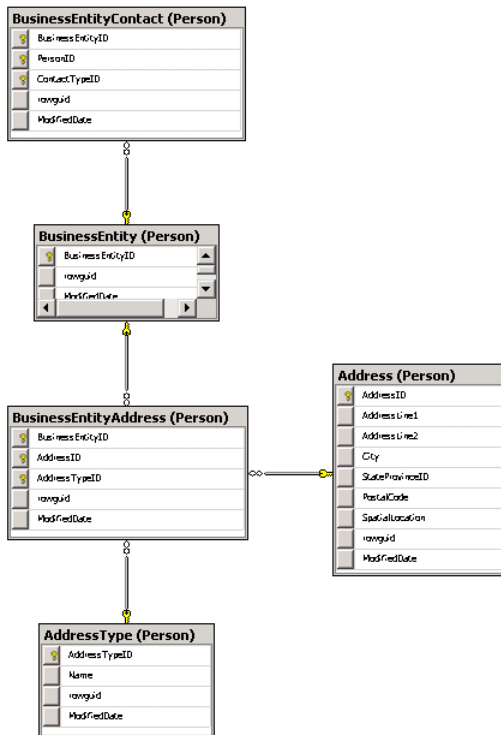 BusinessEntityContact (Person)
BusinessEntityID
PersonID
ContactTypeID
rowguid
ModifiedDate
BusinessEntity (Person)
BusinessEntityID
rowguid
ModifiedDate
BusinessEntityAddress (Person)
BusinessEntityID
AddressID
AddressTypeID
rowguid
ModifiedDate
Address (Person)
AddressID
AddressLine1
AddressLine2
City
StateProvinceID
PostalCode
SpatialLocation
rowguid
ModifiedDate
AddressType (Person)
AddressTypeID
Name
rowguid
ModifiedDate